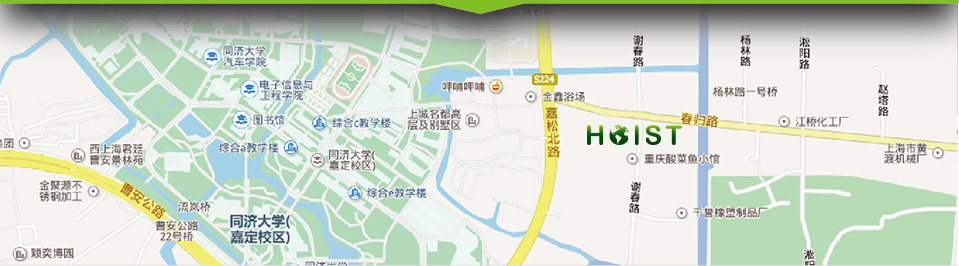 同济大学
汽车学院
电子信息与
工程学院
图书馆
综合c教学楼
综合a教学楼
同济大学(
嘉定校区)
综合e教学楼
西上海君廷
曹安景林苑
金聚源不
锈钢加工
曹安公路
流岚桥
曹安公路
22号桥
颖奕博园
同济大学(
嘉定校区)
呷哺呷哺
上城名都高
层及别墅区
S224
金鑫浴场
嘉松北路
HOIST
谢春路
春归路
杨林路
杨林路一号桥
淞阳路
赵塔路
江桥化工厂
上海市黄
渡机械厂
重庆酸菜鱼小馆
谢春路
千誉橡塑制品厂